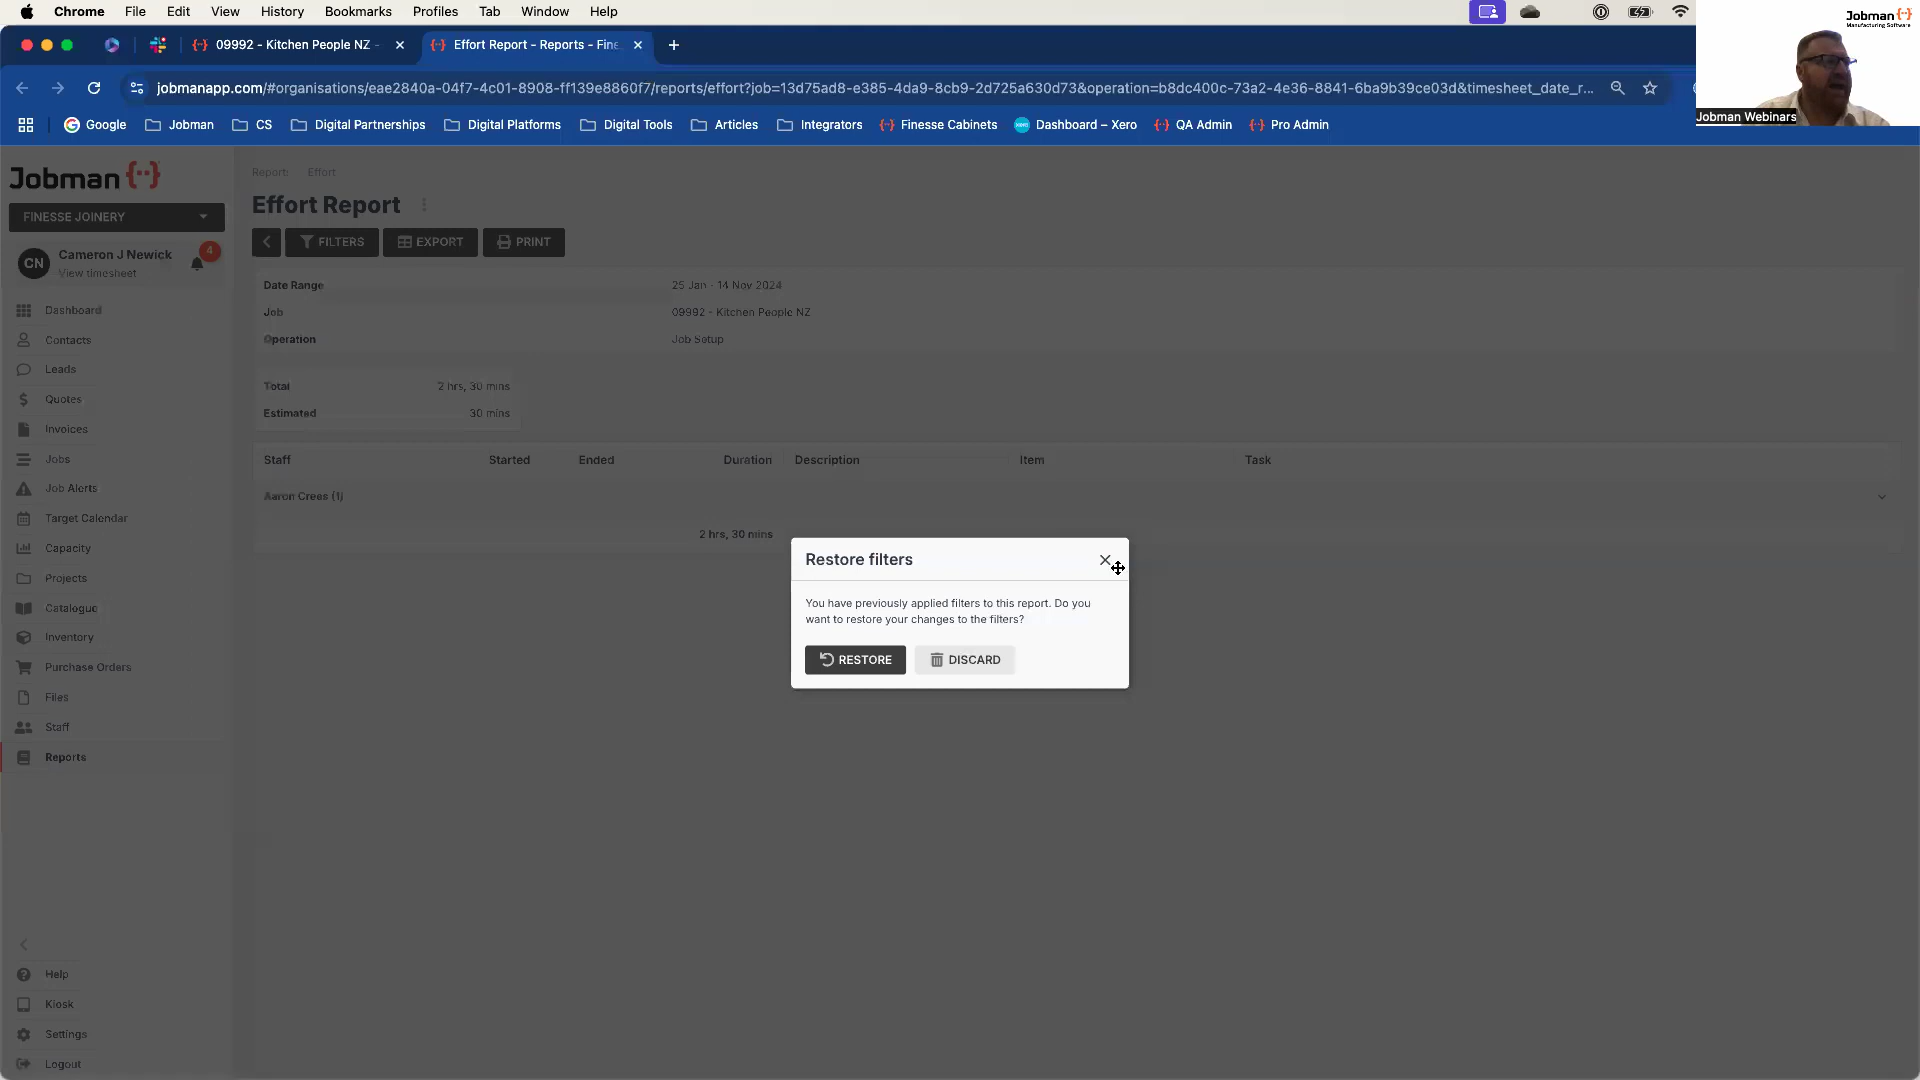 Chrome File Edit View History Bookmarks Profiles Tab Window Help
Jobman
Manufacturing Software
09992 - Kitchen People NZ -
Effort Report - Reports - Fine
jobmanapp.com/#organisations/eae2840a-04f7-4c01-8908-ff139e8860f7/reports/effort?job=13d75ad8-e385-4da9-8cb9-2d725a630d73&operation=b8dc400c-73a2-4e36-8841-6ba9b39ce03d&timesheet_date_r...
Google Jobman CS Digital Partnerships Digital Platforms Digital Tools Articles Integrators Finesse Cabinets Dashboard – Xero QA Admin Pro Admin
Jobman Webinars
Jobman
FINESSE JOINERY
CN
Cameron J Newick
View timesheet
4
Dashboard
Contacts
Leads
Quotes
Invoices
Jobs
Job Alerts
Target Calendar
Capacity
Projects
Catalogue
Inventory
Purchase Orders
Files
Staff
Reports
Help
Kiosk
Settings
Logout
Reports Effort
Effort Report
FILTERS EXPORT PRINT
Date Range 25 Jan - 14 Nov 2024
Job 09992 - Kitchen People NZ
Operation Job Setup
Total 2 hrs, 30 mins
Estimated 30 mins
Staff Started Ended Duration Description Item Task
Aaron Crees (1)
2 hrs, 30 mins
Restore filters
You have previously applied filters to this report. Do you
want to restore your changes to the filters?
RESTORE DISCARD